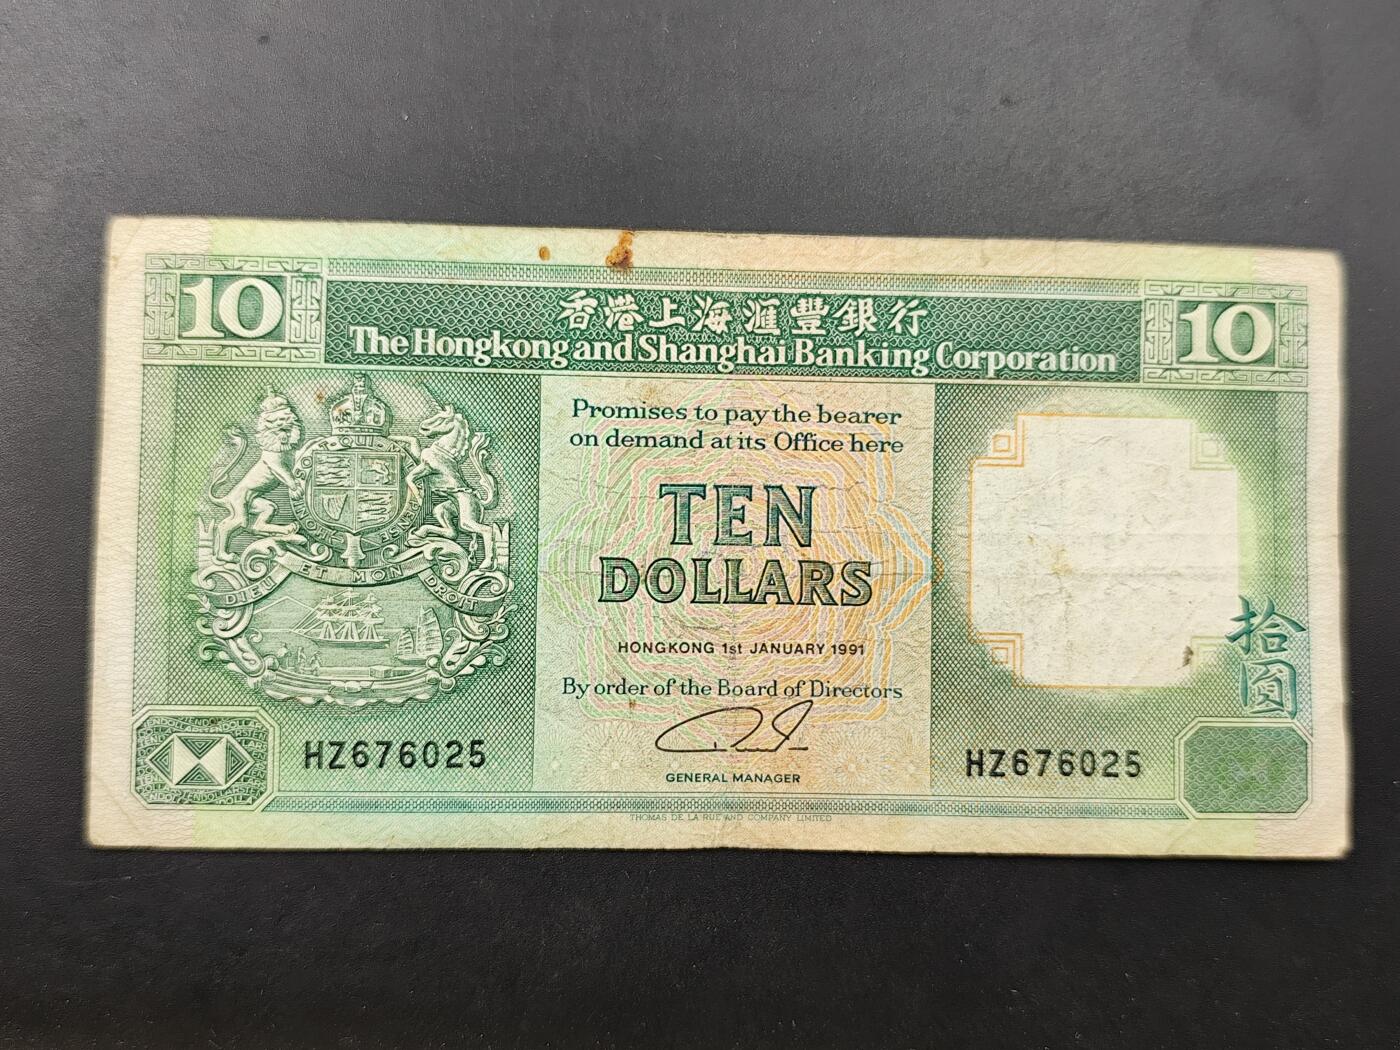 10
香港上海滙豐銀行
10
The Hongkong and Shanghai Banking Corporation
Promises to pay the bearer
on demand at its Office here
TEN
DOLLARS
HONGKONG 1st JANUARY 1991
By order of the Board of Directors
GENERAL MANAGER
DIEU ET MON DROIT
拾圓
HZ676025
HZ676025
THOMAS DE LA RUE AND COMPANY LIMITED